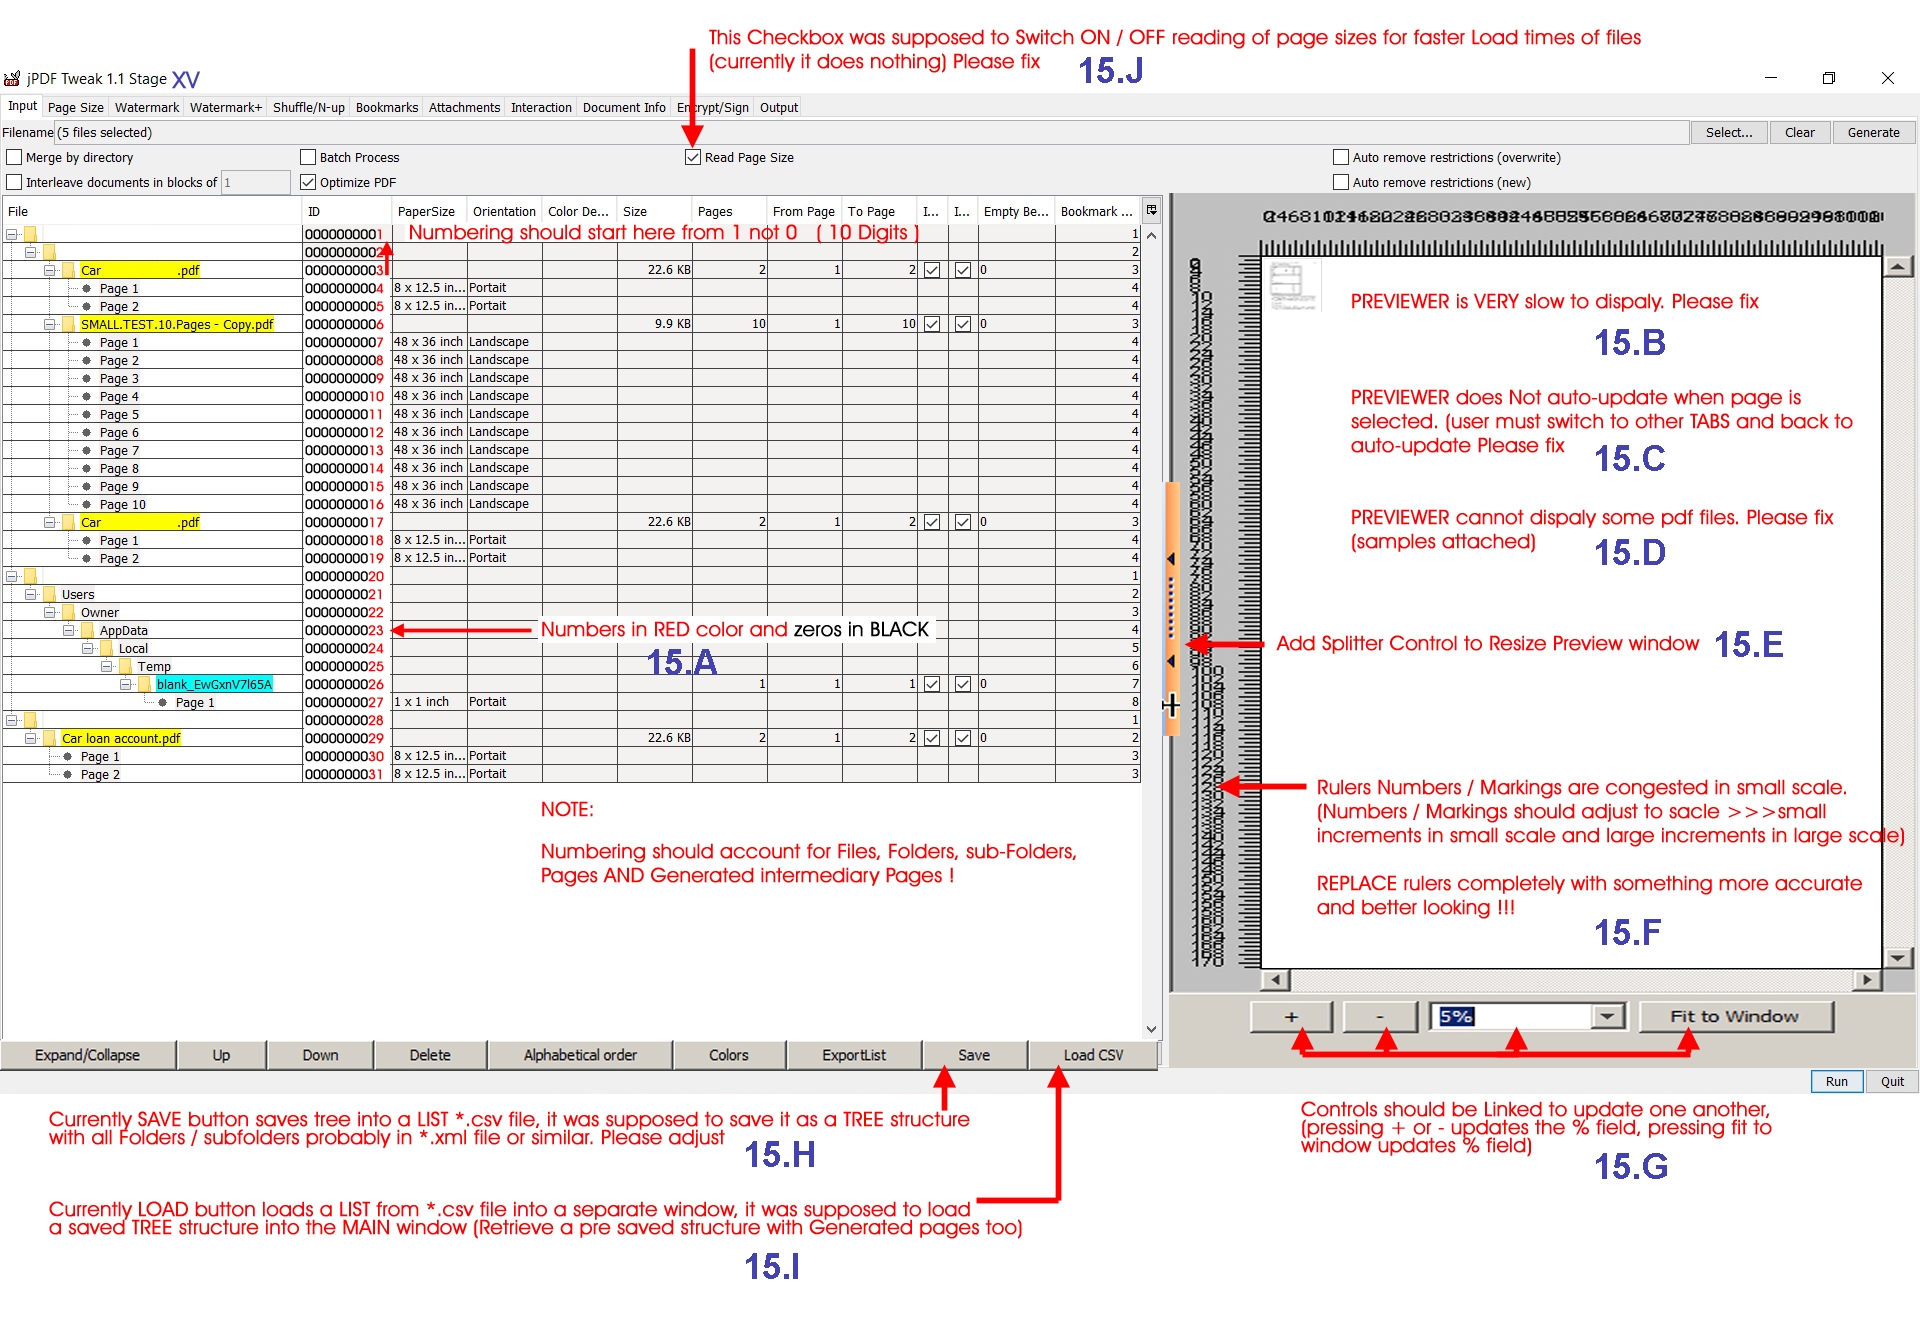 This Checkbox was supposed to Switch ON / OFF reading of page sizes for faster Load times of files
(currently it does nothing) Please fix
15.J
jPDF Tweak 1.1 Stage XV
Input Page Size Watermark Watermark+ Shuffle/N-up Bookmarks Attachments Interaction Document Info Encrypt/Sign Output
Filename (5 files selected) Select... Clear Generate
Merge by directory Batch Process Read Page Size Auto remove restrictions (overwrite)
Interleave documents in blocks of 1 Optimize PDF Auto remove restrictions (new)
File ID PaperSize Orientation Color De... Size Pages From Page To Page I... I... Empty Be... Bookmark ...
0000000001 Numbering should start here from 1 not 0 ( 10 Digits ) 1
0000000002 2
Car .pdf 0000000003 22.6 KB 2 1 2 0 3
Page 1 0000000004 8 x 12.5 in... Portait 4
Page 2 0000000005 8 x 12.5 in... Portait 4
SMALL.TEST.10.Pages - Copy.pdf 0000000006 9.9 KB 10 1 10 0 3
Page 1 0000000007 48 x 36 inch Landscape 4
Page 2 0000000008 48 x 36 inch Landscape 4
Page 3 0000000009 48 x 36 inch Landscape 4
Page 4 0000000010 48 x 36 inch Landscape 4
Page 5 0000000011 48 x 36 inch Landscape 4
Page 6 0000000012 48 x 36 inch Landscape 4
Page 7 0000000013 48 x 36 inch Landscape 4
Page 8 0000000014 48 x 36 inch Landscape 4
Page 9 0000000015 48 x 36 inch Landscape 4
Page 10 0000000016 48 x 36 inch Landscape 4
Car .pdf 0000000017 22.6 KB 2 1 2 0 3
Page 1 0000000018 8 x 12.5 in... Portait 4
Page 2 0000000019 8 x 12.5 in... Portait 4
0000000020 1
Users 0000000021 2
Owner 0000000022 3
AppData 0000000023 Numbers in RED color and zeros in BLACK 4
Local 0000000024 5
15.A
Temp 0000000025 6
blank_EwGxnV7l65A 0000000026 1 1 1 0 7
Page 1 0000000027 1 x 1 inch Portait 8
0000000028 1
Car loan account.pdf 0000000029 22.6 KB 2 1 2 0 2
Page 1 0000000030 8 x 12.5 in... Portait 3
Page 2 0000000031 8 x 12.5 in... Portait 3
NOTE:
Numbering should account for Files, Folders, sub-Folders,
Pages AND Generated intermediary Pages !
PREVIEWER is VERY slow to dispaly. Please fix
15.B
PREVIEWER does Not auto-update when page is
selected. (user must switch to other TABS and back to
auto-update Please fix
15.C
PREVIEWER cannot dispaly some pdf files. Please fix
(samples attached)
15.D
Add Splitter Control to Resize Preview window 15.E
Rulers Numbers / Markings are congested in small scale.
(Numbers / Markings should adjust to sacle >>>small
increments in small scale and large increments in large scale)
REPLACE rulers completely with something more accurate
and better looking !!!
15.F
170
+ - 5% Fit to Window
Expand/Collapse Up Down Delete Alphabetical order Colors ExportList Save Load CSV
Run Quit
Currently SAVE button saves tree into a LIST *.csv file, it was supposed to save it as a TREE structure
with all Folders / subfolders probably in *.xml file or similar. Please adjust
15.H
Controls should be Linked to update one another,
(pressing + or - updates the % field, pressing fit to
window updates % field)
15.G
Currently LOAD button loads a LIST from *.csv file into a separate window, it was supposed to load
a saved TREE structure into the MAIN window (Retrieve a pre saved structure with Generated pages too)
15.I